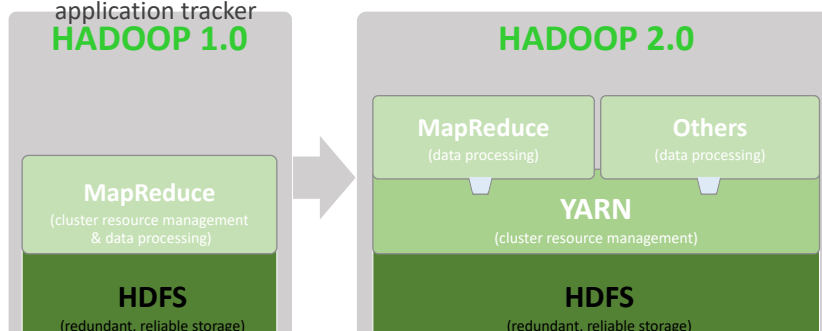 application tracker
HADOOP 1.0
MapReduce
(cluster resource management
& data processing)
HDFS
(redundant, reliable storage)
HADOOP 2.0
MapReduce
(data processing)
Others
(data processing)
YARN
(cluster resource management)
HDFS
(redundant, reliable storage)